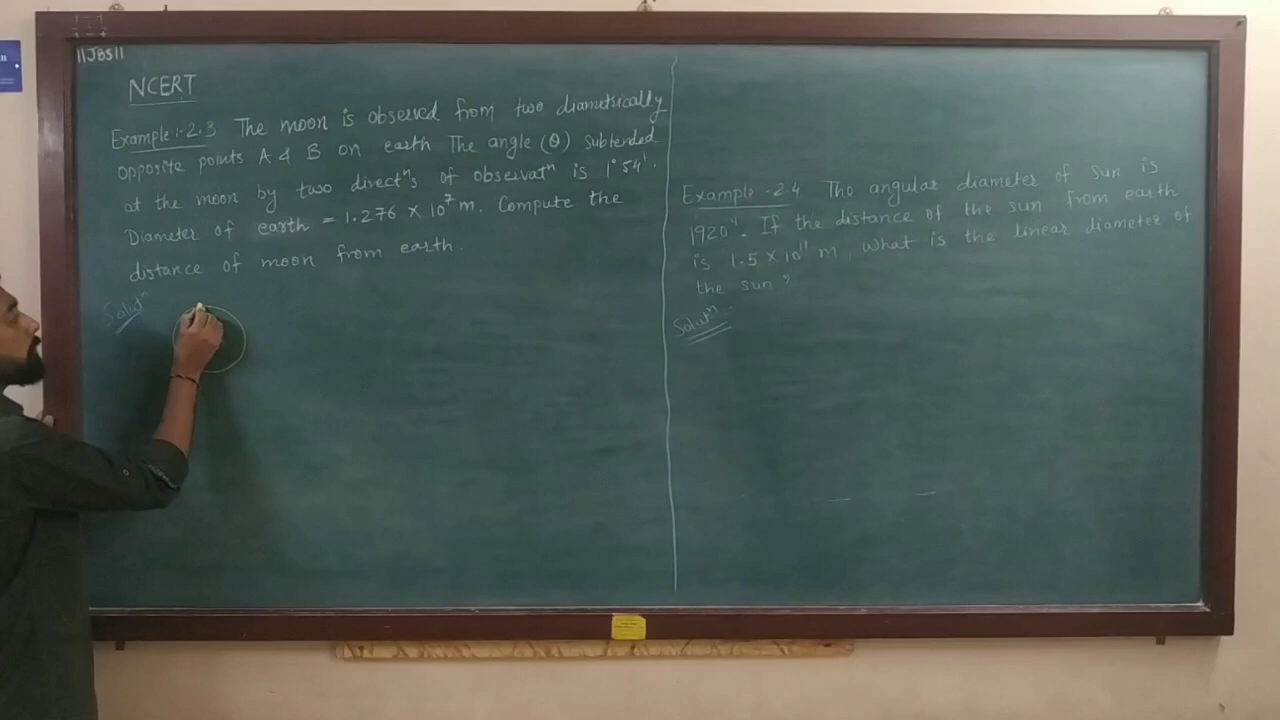 ||JBS||
NCERT
Example:-2.3 The moon is observed from two diametrically
opposite points A & B on earth The angle (θ) subtended
at the moon by two directⁿs of observatⁿ is 1°54'.
Diameter of earth = 1.276 × 10⁷ m. Compute the
distance of moon from earth.
Solutⁿ
Example:-2.4 The angular diameter of sun is
1920". If the distance of the sun from earth
is 1.5 × 10¹¹ m, What is the linear diameter of
the sun ?
Solutⁿ:-